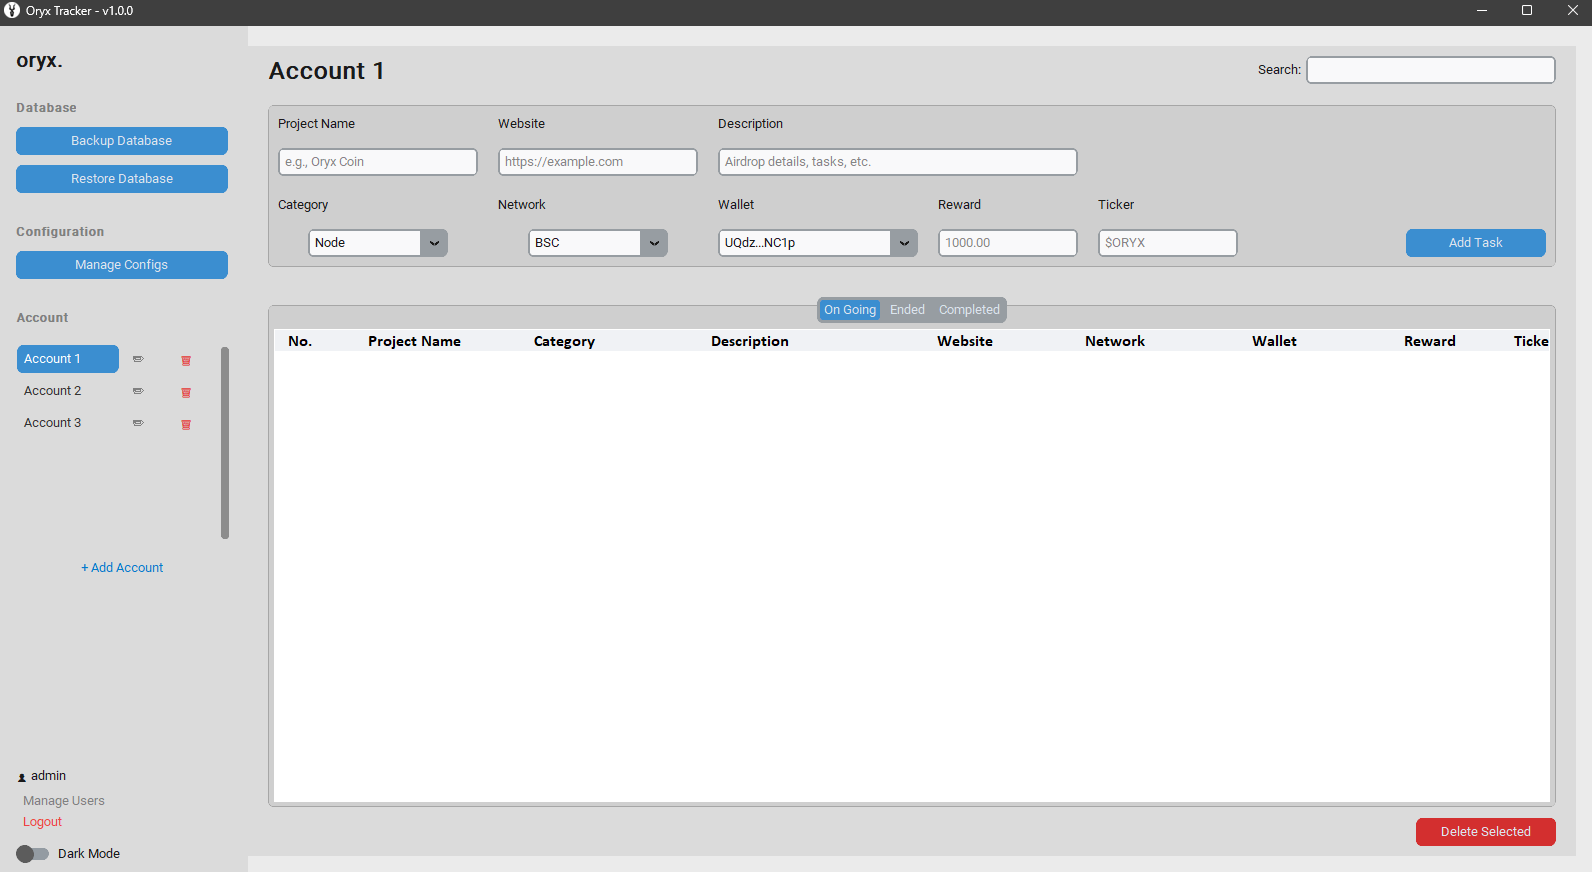 Oryx Tracker - v1.0.0
oryx.
Database
Backup Database
Restore Database
Configuration
Manage Configs
Account
Account 1
Account 2
Account 3
+ Add Account
admin
Manage Users
Logout
Dark Mode
Account 1
Search:
Project Name Website Description
e.g., Oryx Coin https://example.com Airdrop details, tasks, etc.
Category Network Wallet Reward Ticker
Node BSC UQdz...NC1p 1000.00 $ORYX Add Task
On Going Ended Completed
No. Project Name Category Description Website Network Wallet Reward Ticke
Delete Selected